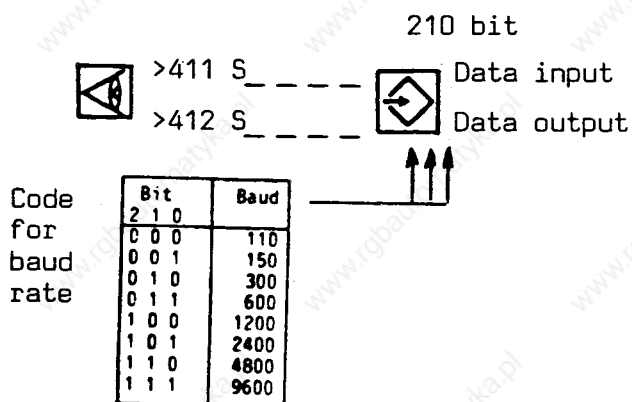 210 bit
>411 S_ _ _ _ Data input
>412 S_ _ _ _ Data output
Code for baud rate
Bit Baud
2 1 0
0 0 0 110
0 0 1 150
0 1 0 300
0 1 1 600
1 0 0 1200
1 0 1 2400
1 1 0 4800
1 1 1 9600